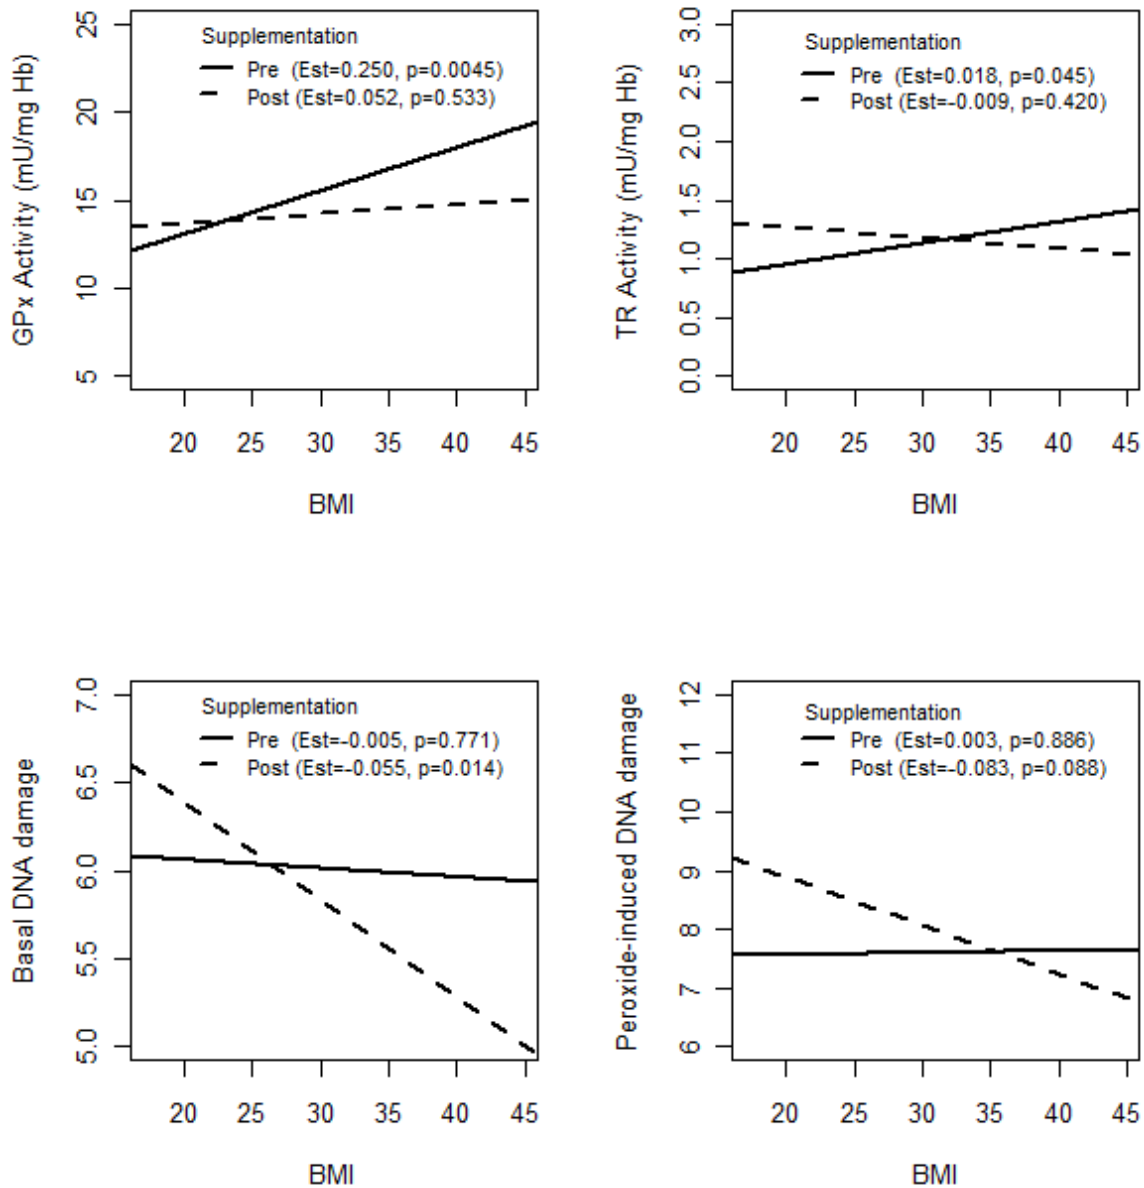 GPx Activity (mU/mg Hb)
25
20
15
10
5
Supplementation
Pre (Est=0.250, p=0.0045)
Post (Est=0.052, p=0.533)
20 25 30 35 40 45
BMI
TR Activity (mU/mg Hb)
3.0
2.5
2.0
1.5
1.0
0.5
0.0
Supplementation
Pre (Est=0.018, p=0.045)
Post (Est=-0.009, p=0.420)
20 25 30 35 40 45
BMI
Basal DNA damage
7.0
6.5
6.0
5.5
5.0
Supplementation
Pre (Est=-0.005, p=0.771)
Post (Est=-0.055, p=0.014)
20 25 30 35 40 45
BMI
Peroxide-induced DNA damage
12
11
10
9
8
7
6
Supplementation
Pre (Est=0.003, p=0.886)
Post (Est=-0.083, p=0.088)
20 25 30 35 40 45
BMI